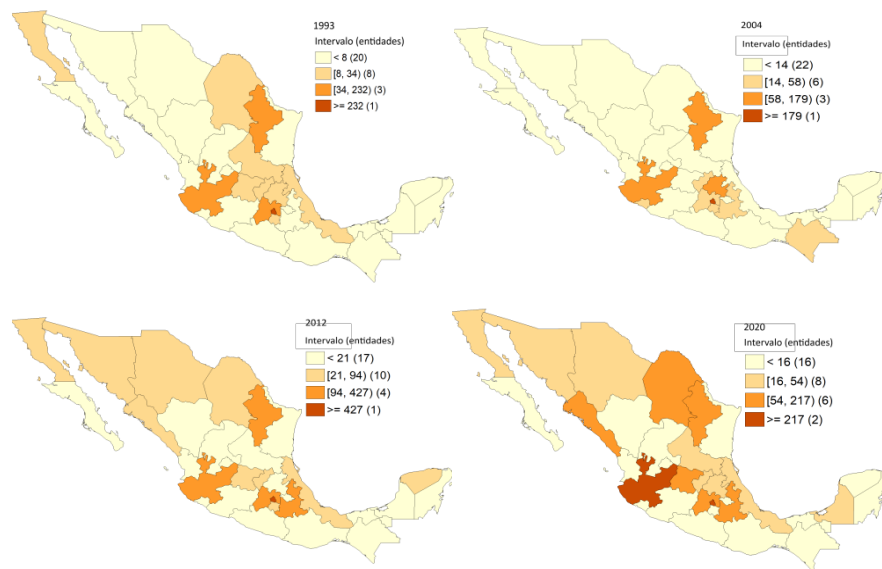 1993
Intervalo (entidades)
< 8 (20)
[8, 34) (8)
[34, 232) (3)
>= 232 (1)
2004
Intervalo (entidades)
< 14 (22)
[14, 58) (6)
[58, 179) (3)
>= 179 (1)
2012
Intervalo (entidades)
< 21 (17)
[21, 94) (10)
[94, 427) (4)
>= 427 (1)
2020
Intervalo (entidades)
< 16 (16)
[16, 54) (8)
[54, 217) (6)
>= 217 (2)